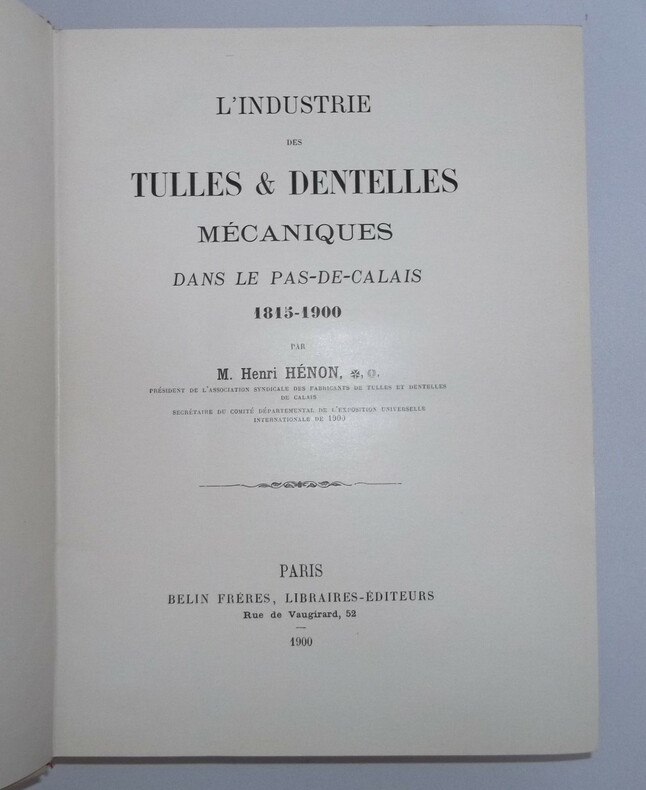 L'INDUSTRIE
DES
TULLES & DENTELLES
MÉCANIQUES
DANS LE PAS-DE-CALAIS
1815-1900
PAR
M. Henri HÉNON,
PRÉSIDENT DE L'ASSOCIATION SYNDICALE DES FABRICANTS DE TULLES ET DENTELLES
DE CALAIS
SECRÉTAIRE DU COMITÉ DÉPARTEMENTAL DE L'EXPOSITION UNIVERSELLE
INTERNATIONALE DE 1900
PARIS
BELIN FRÈRES, LIBRAIRES-ÉDITEURS
Rue de Vaugirard, 52
1900